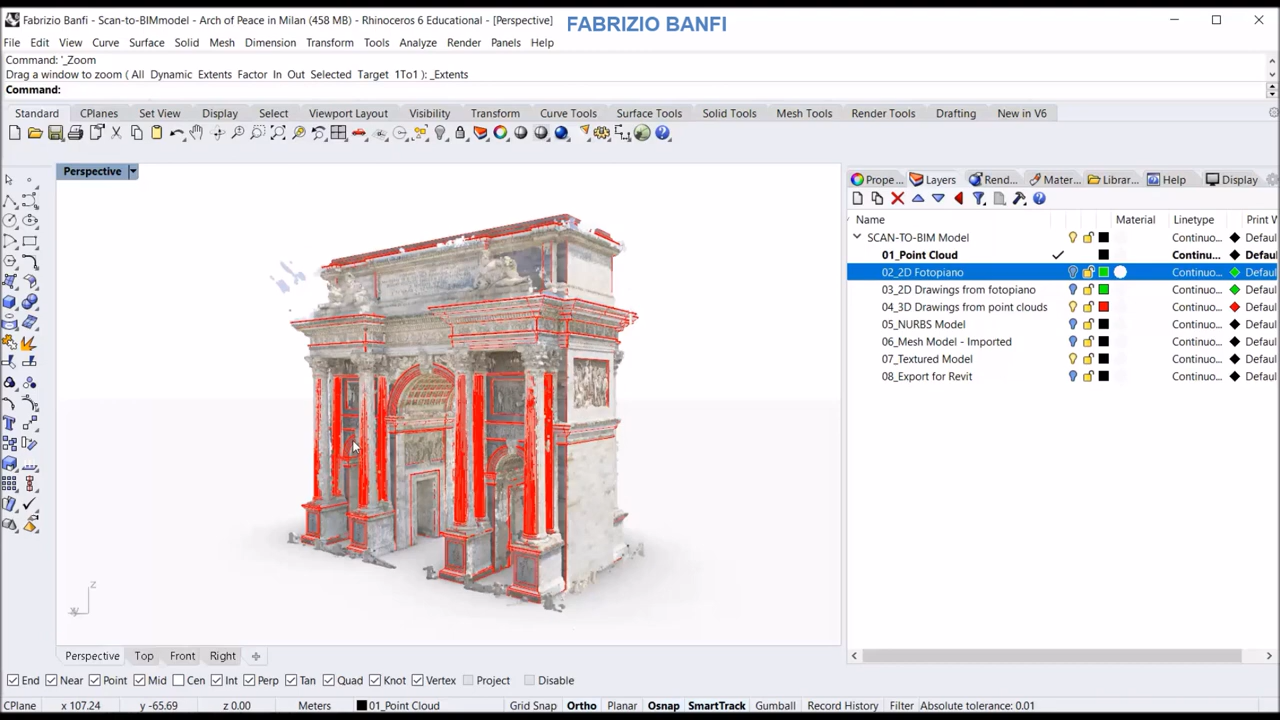 Fabrizio Banfi - Scan-to-BIMmodel - Arch of Peace in Milan (458 MB) - Rhinoceros 6 Educational - [Perspective]
FABRIZIO BANFI
File Edit View Curve Surface Solid Mesh Dimension Transform Tools Analyze Render Panels Help
Command: '_Zoom
Drag a window to zoom ( All Dynamic Extents Factor In Out Selected Target 1To1 ): _Extents
Command:
Standard CPlanes Set View Display Select Viewport Layout Visibility Transform Curve Tools Surface Tools Solid Tools Mesh Tools Render Tools Drafting New in V6
Perspective
Prope... Layers Rend... Mater... Librar... Help Display
Name Material Linetype Print W
SCAN-TO-BIM Model Continuo... Defaul
01_Point Cloud Continu... Defaul
02_2D Fotopiano Continuo... Defaul
03_2D Drawings from fotopiano Continuo... Defaul
04_3D Drawings from point clouds Continuo... Defaul
05_NURBS Model Continuo... Defaul
06_Mesh Model - Imported Continuo... Defaul
07_Textured Model Continuo... Defaul
08_Export for Revit Continuo... Defaul
z
Perspective Top Front Right
End Near Point Mid Cen Int Perp Tan Quad Knot Vertex Project Disable
CPlane x 107.24 y -65.69 z 0.00 Meters 01_Point Cloud Grid Snap Ortho Planar Osnap SmartTrack Gumball Record History Filter Absolute tolerance: 0.01